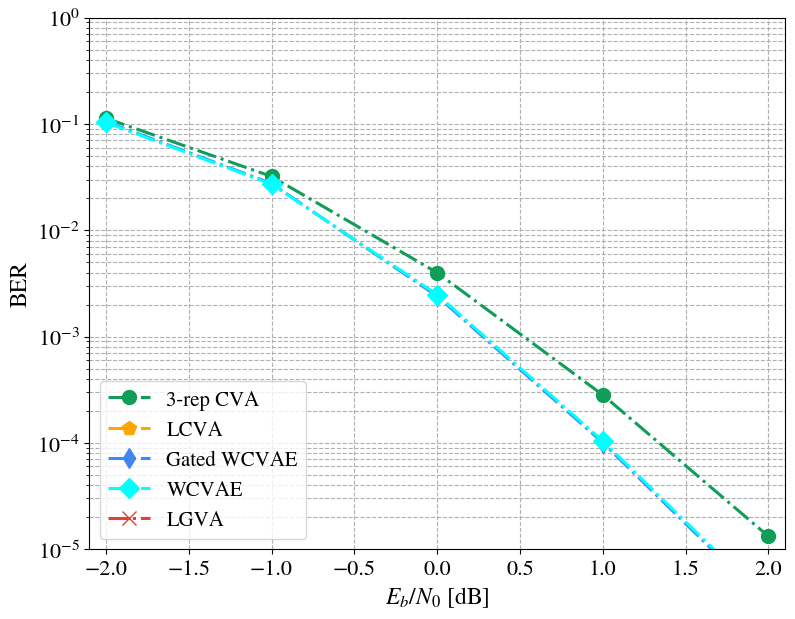 BER
10⁰
10⁻¹
10⁻²
10⁻³
10⁻⁴
10⁻⁵
3-rep CVA
LCVA
Gated WCVAE
WCVAE
LGVA
−2.0 −1.5 −1.0 −0.5 0.0 0.5 1.0 1.5 2.0
E_b/N_0 [dB]